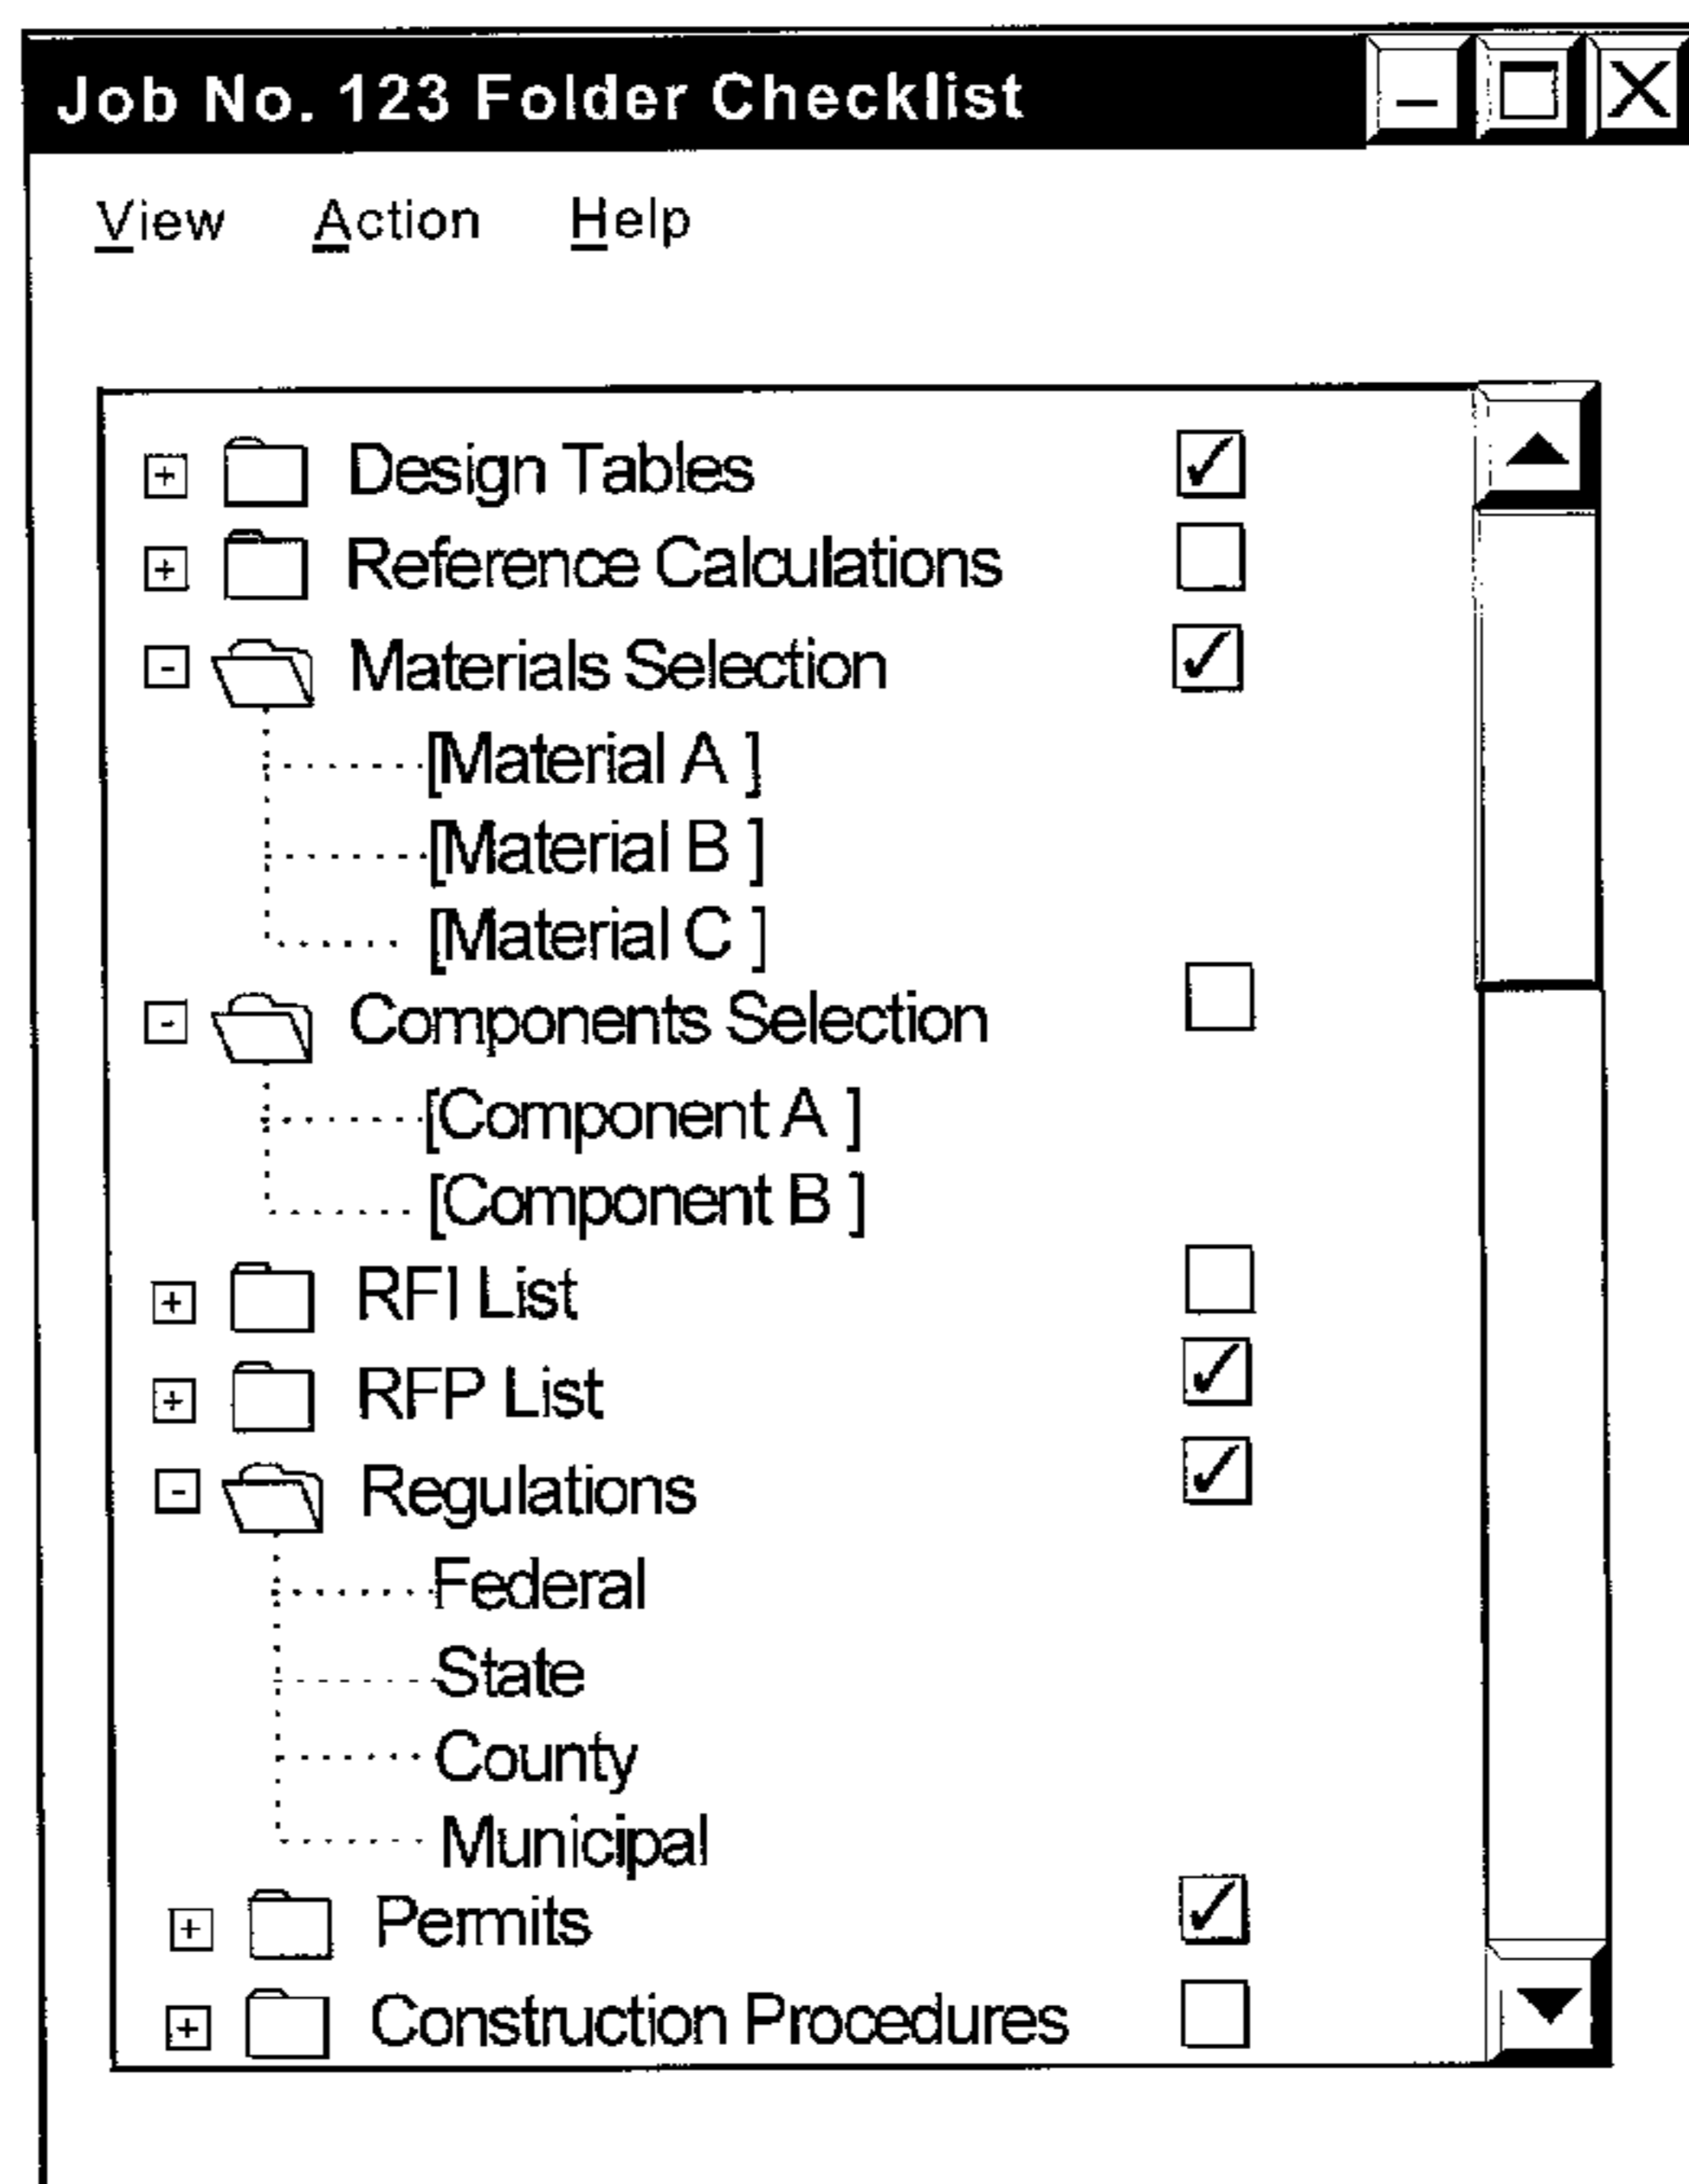 Job No. 123 Folder Checklist
View Action Help
Design Tables
Reference Calculations
Materials Selection
[Material A ]
[Material B ]
[Material C ]
Components Selection
[Component A ]
[Component B ]
RFI List
RFP List
Regulations
Federal
State
County
Municipal
Permits
Construction Procedures